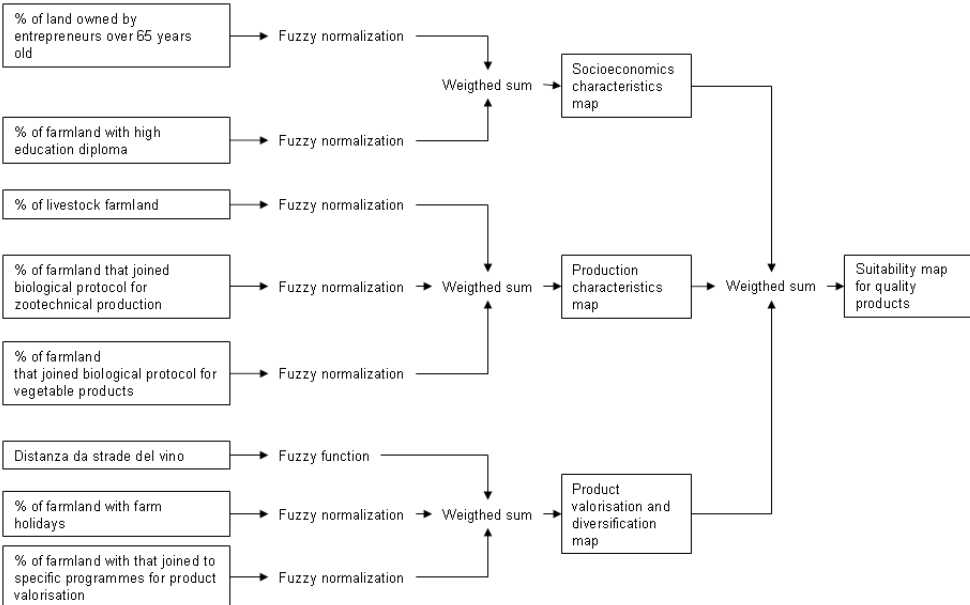 % of land owned by
entrepreneurs over 65 years
old
Fuzzy normalization
Weigthed sum
Socioeconomics
characteristics
map
% of farmland with high
education diploma
Fuzzy normalization
% of livestock farmland
Fuzzy normalization
% of farmland that joined
biological protocol for
zootechnical production
Fuzzy normalization
Weigthed sum
Production
characteristics
map
Weigthed sum
Suitability map
for quality
products
% of farmland
that joined biological protocol for
vegetable products
Fuzzy normalization
Distanza da strade del vino
Fuzzy function
% of farmland with farm
holidays
Fuzzy normalization
Weigthed sum
Product
valorisation and
diversification
map
% of farmland with that joined to
specific programmes for product
valorisation
Fuzzy normalization